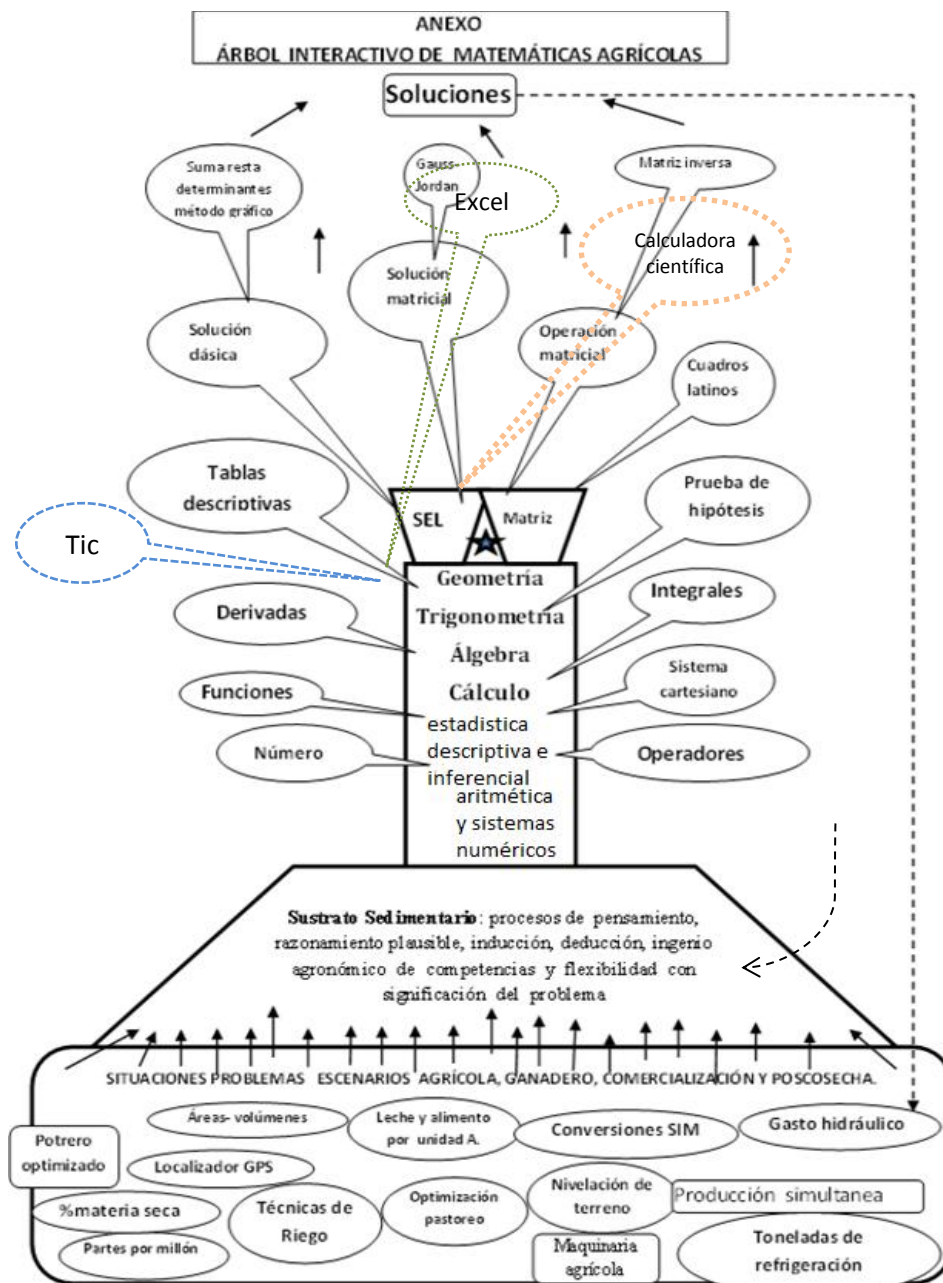 ANEXO
ÁRBOL INTERACTIVO DE MATEMÁTICAS AGRÍCOLAS
Soluciones
Suma resta
determinantes
método gráfico
Gauss-
Jordan
Excel
Matriz inversa
Calculadora
científica
Solución
matricial
Solución
clásica
Operación
matricial
Cuadros
latinos
Tablas
descriptivas
SEL
Matriz
Prueba de
hipótesis
Tic
Geometría
Trigonometría
Álgebra
Cálculo
estadistica
descriptiva e
inferencial
aritmética
y sistemas
numéricos
Derivadas
Integrales
Funciones
Sistema
cartesiano
Número
Operadores
Sustrato Sedimentario: procesos de pensamiento,
razonamiento plausible, inducción, deducción, ingenio
agronómico de competencias y flexibilidad con
significación del problema
SITUACIONES PROBLEMAS ESCENARIOS AGRÍCOLA, GANADERO, COMERCIALIZACIÓN Y POSCOSECHA.
Áreas- volúmenes
Leche y alimento
por unidad A.
Conversiones SIM
Gasto hidráulico
Potrero
optimizado
Localizador GPS
%materia seca
Técnicas de
Riego
Optimización
pastoreo
Nivelación de
terreno
Producción simultanea
Partes por millón
Maquinaria
agrícola
Toneladas de
refrigeración